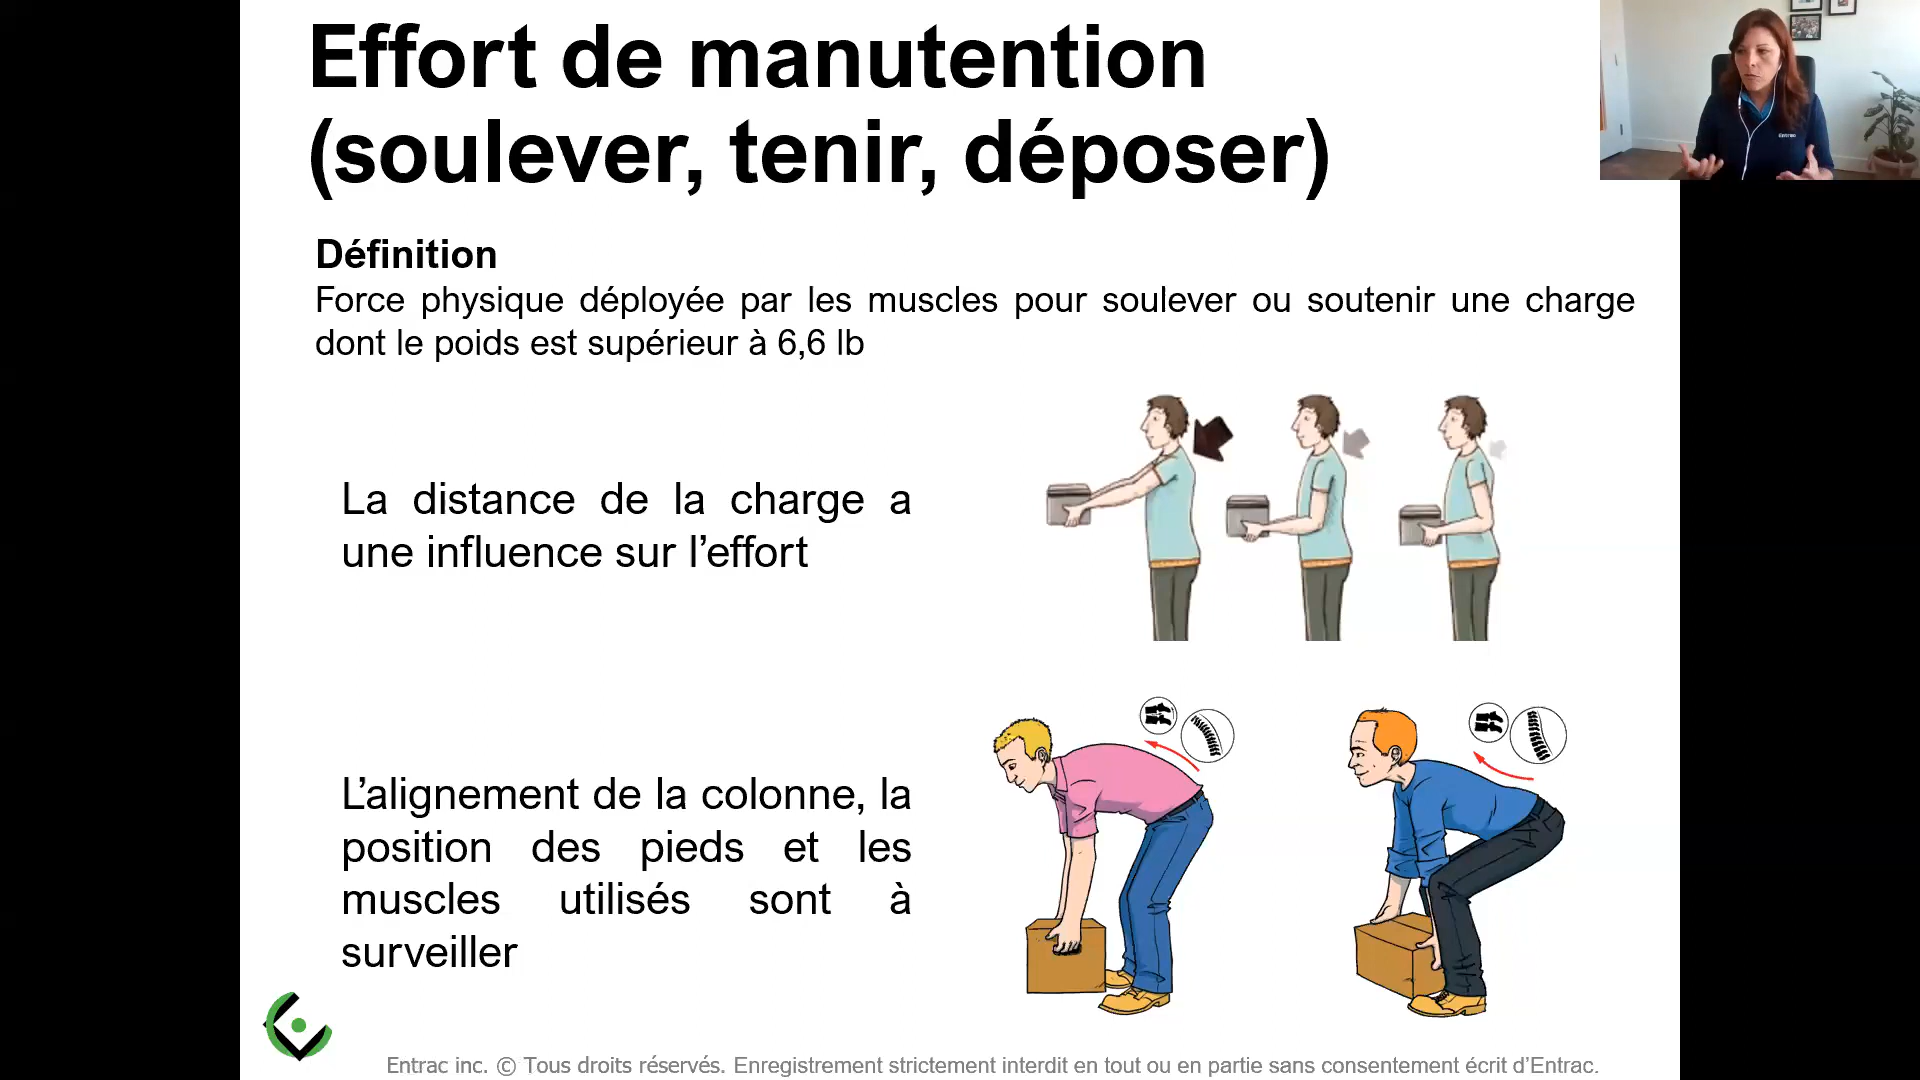 Effort de manutention
(soulever, tenir, déposer)
Définition
Force physique déployée par les muscles pour soulever ou soutenir une charge
dont le poids est supérieur à 6,6 lb
La distance de la charge a
une influence sur l’effort
L’alignement de la colonne, la
position des pieds et les
muscles utilisés sont à
surveiller
Entrac inc. © Tous droits réservés. Enregistrement strictement interdit en tout ou en partie sans consentement écrit d’Entrac.
Entrac